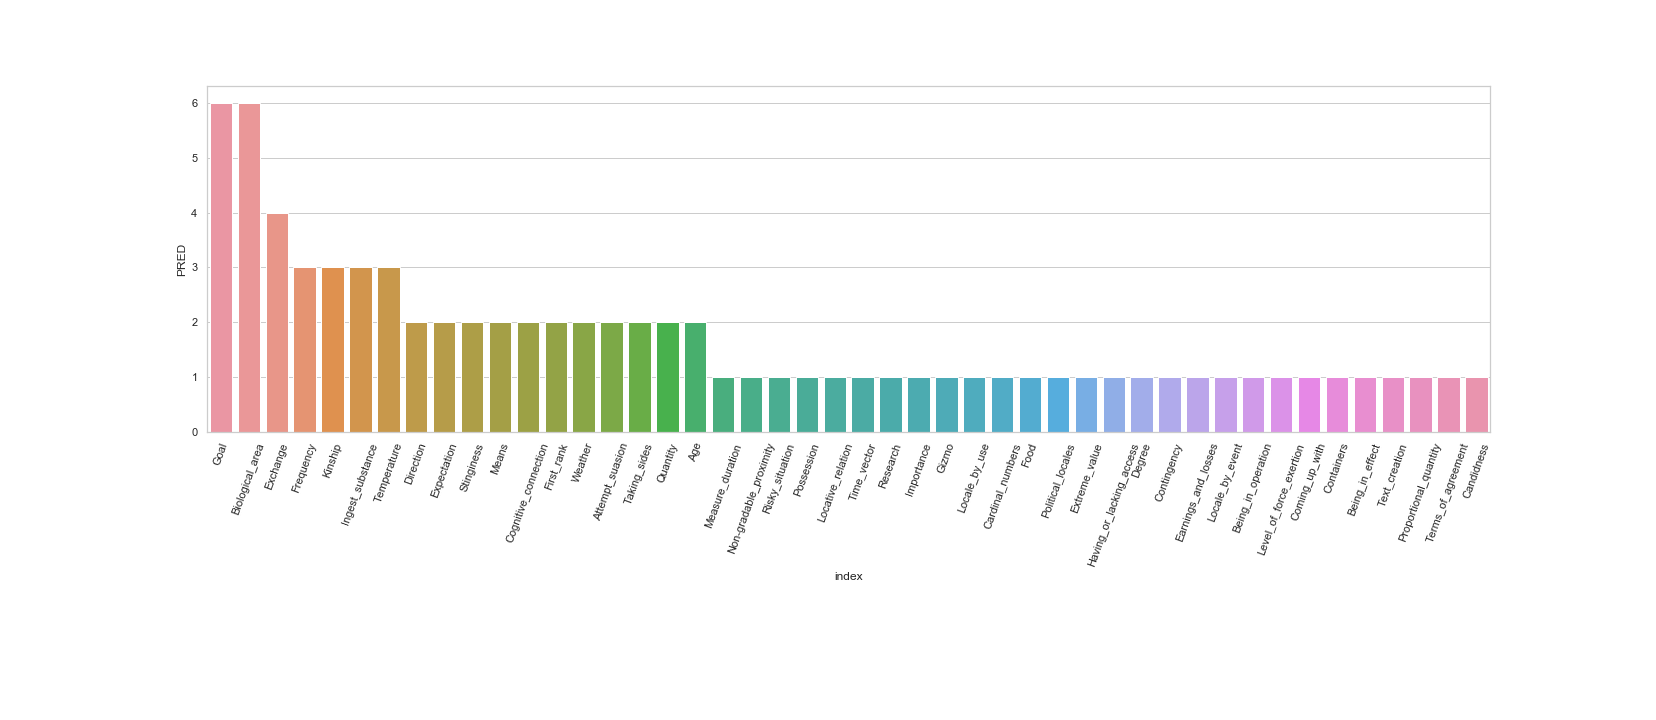 6
5
4
3
2
1
0
PRED
Goal
Biological_area
Exchange
Frequency
Kinship
Ingest_substance
Temperature
Direction
Expectation
Stinginess
Means
Cognitive_connection
First_rank
Weather
Attempt_suasion
Taking_sides
Quantity
Age
Measure_duration
Non-gradable_proximity
Risky_situation
Possession
Locative_relation
Time_vector
Research
Importance
Gizmo
Locale_by_use
Cardinal_numbers
Food
Political_locales
Extreme_value
Having_or_lacking_access
Degree
Contingency
Earnings_and_losses
Locale_by_event
Being_in_operation
Level_of_force_exertion
Coming_up_with
Containers
Being_in_effect
Text_creation
Proportional_quantity
Terms_of_agreement
Candidness
index